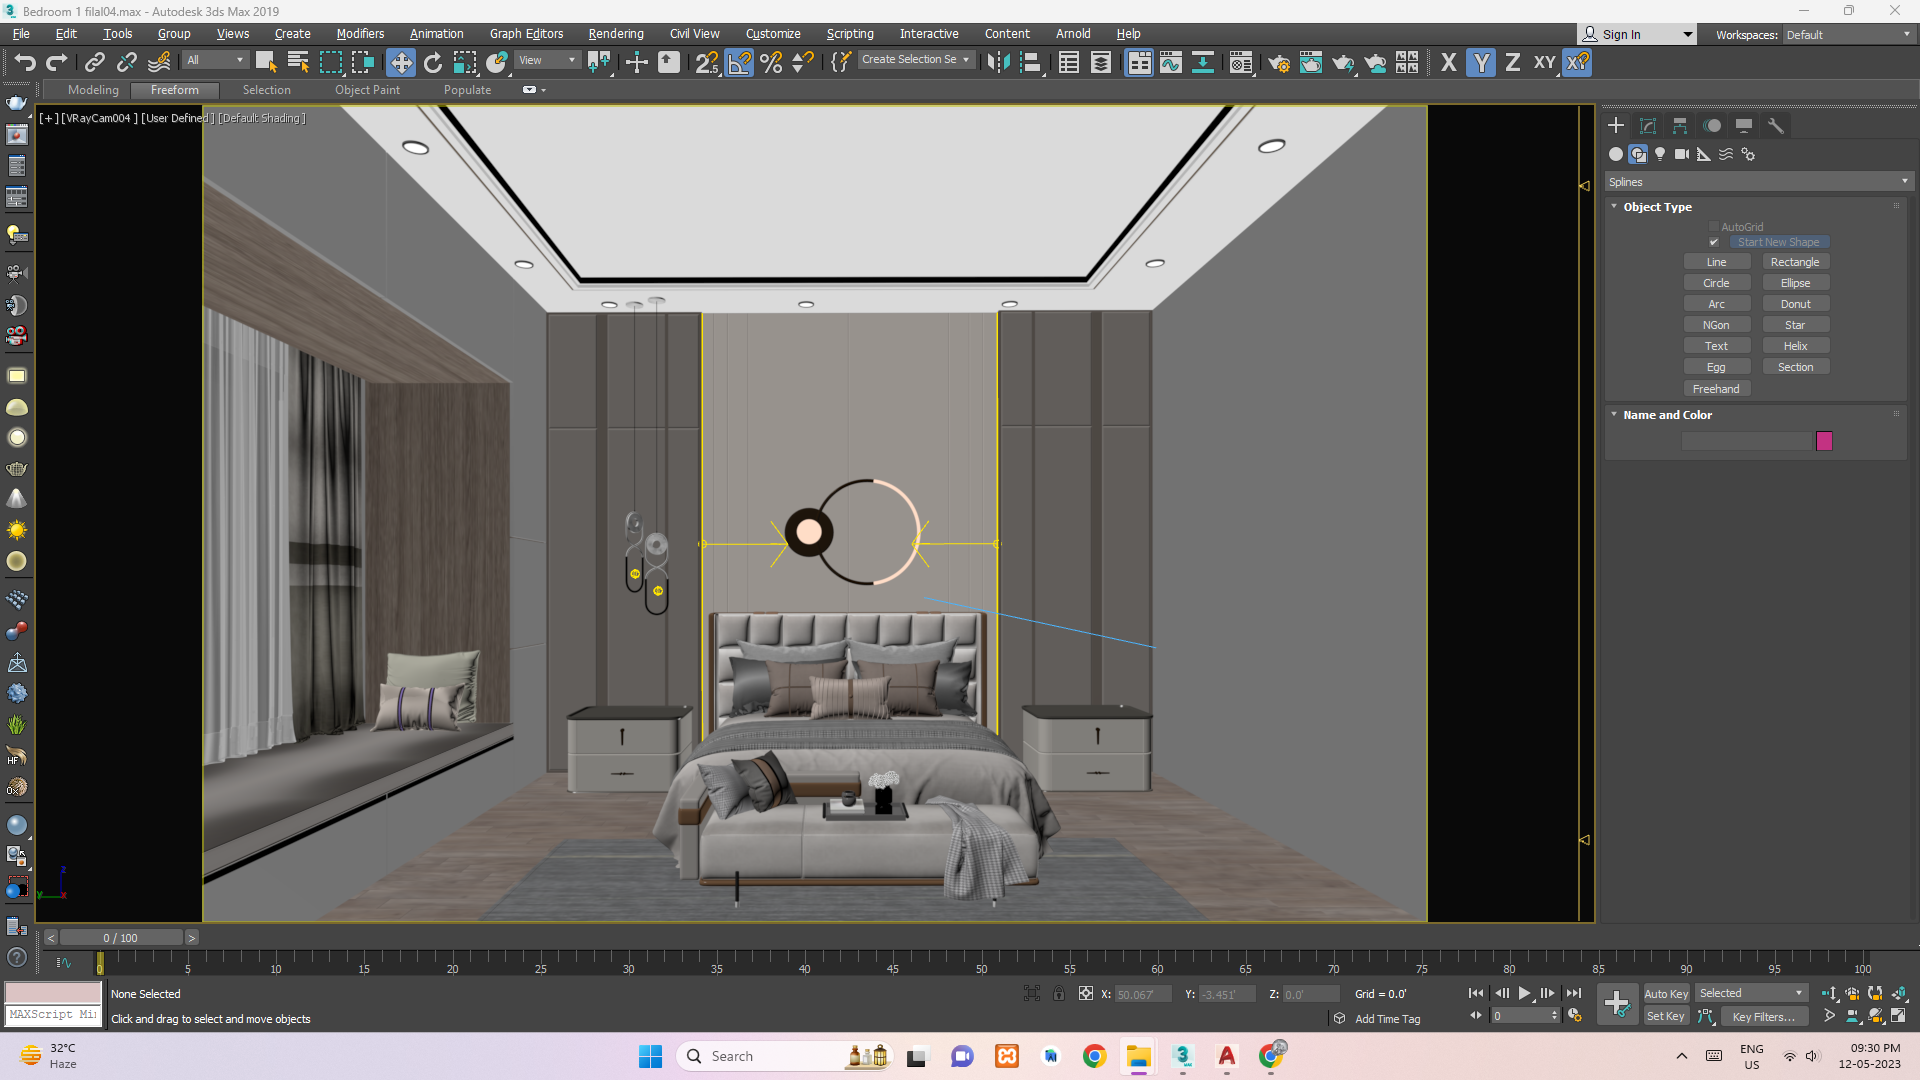 Bedroom 1 filal04.max - Autodesk 3ds Max 2019
File Edit Tools Group Views Create Modifiers Animation Graph Editors Rendering Civil View Customize Scripting Interactive Content Arnold Help Sign In Workspaces: Default
All View Create Selection Se X Y Z XY
Modeling Freeform Selection Object Paint Populate
[+] [VRayCam004 ] [User Defined ] [Default Shading ]
Splines
Object Type
AutoGrid
Start New Shape
Line Rectangle
Circle Ellipse
Arc Donut
NGon Star
Text Helix
Egg Section
Freehand
Name and Color
HF
z
y x
< 0 / 100 >
0 5 10 15 20 25 30 35 40 45 50 55 60 65 70 75 80 85 90 95 100
None Selected X: 50.067' Y: -3.451' Z: 0.0' Grid = 0.0' Auto Key Selected
MAXScript Mi Click and drag to select and move objects Add Time Tag 0 Set Key Key Filters...
32°C
Haze
Search
ENG
US
09:30 PM
12-05-2023